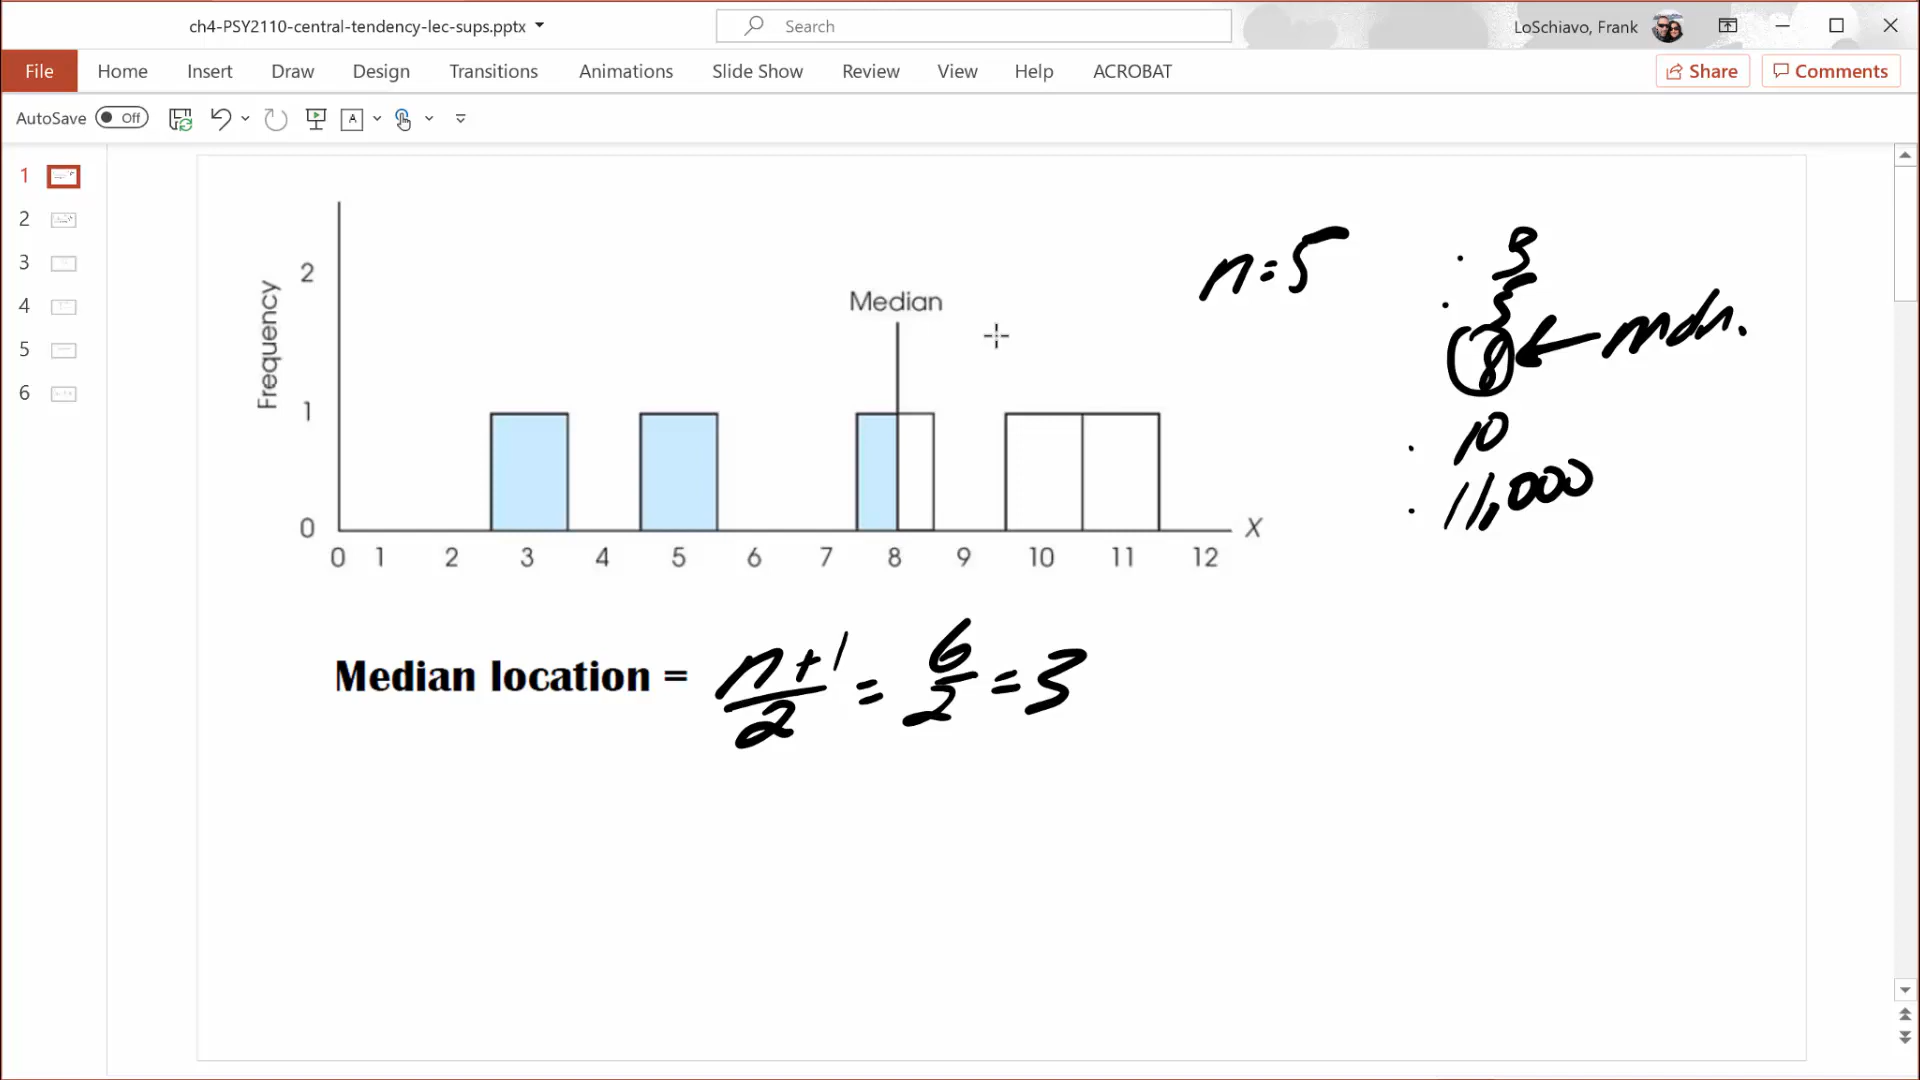 ch4-PSY2110-central-tendency-lec-sups.pptx
Search
LoSchiavo, Frank
File Home Insert Draw Design Transitions Animations Slide Show Review View Help ACROBAT Share Comments
AutoSave Off A
1
2
3
4
5
6
Frequency
2
1
0
Median
0 1 2 3 4 5 6 7 8 9 10 11 12 X
n=5
3
5
8 ← mdn.
10
11,000
Median location = n+1/2 = 6/2 = 3